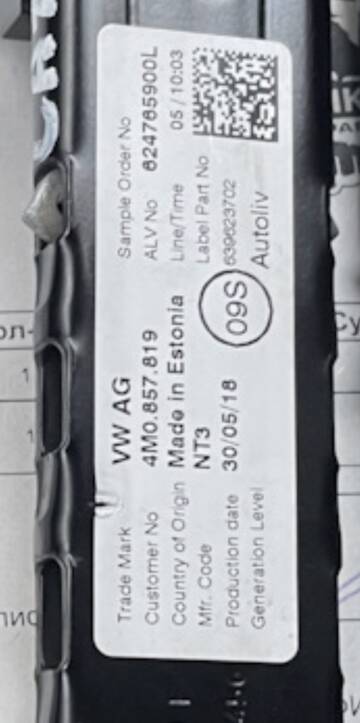 Trade Mark VW AG Sample Order No
Customer No 4M0.857.819 ALV No 624765900L
Country of Origin Made in Estonia Line/Time 05 / 10:03
Mfr. Code NT3 Label Part No
Production date 30/05/18 639623702
Generation Level 09S Autoliv